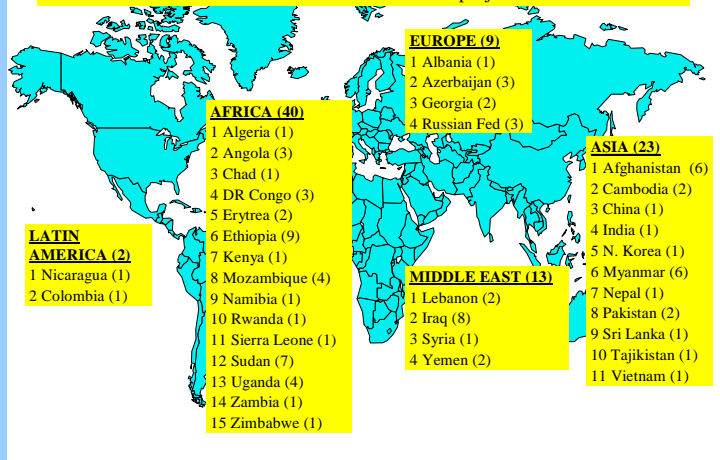 EUROPE (9)
1 Albania (1)
2 Azerbaijan (3)
3 Georgia (2)
4 Russian Fed (3)
AFRICA (40)
1 Algeria (1)
2 Angola (3)
3 Chad (1)
4 DR Congo (3)
5 Erytrea (2)
6 Ethiopia (9)
7 Kenya (1)
8 Mozambique (4)
9 Namibia (1)
10 Rwanda (1)
11 Sierra Leone (1)
12 Sudan (7)
13 Uganda (4)
14 Zambia (1)
15 Zimbabwe (1)
ASIA (23)
1 Afghanistan (6)
2 Cambodia (2)
3 China (1)
4 India (1)
5 N. Korea (1)
6 Myanmar (6)
7 Nepal (1)
8 Pakistan (2)
9 Sri Lanka (1)
10 Tajikistan (1)
11 Vietnam (1)
LATIN
AMERICA (2)
1 Nicaragua (1)
2 Colombia (1)
MIDDLE EAST (13)
1 Lebanon (2)
2 Iraq (8)
3 Syria (1)
4 Yemen (2)